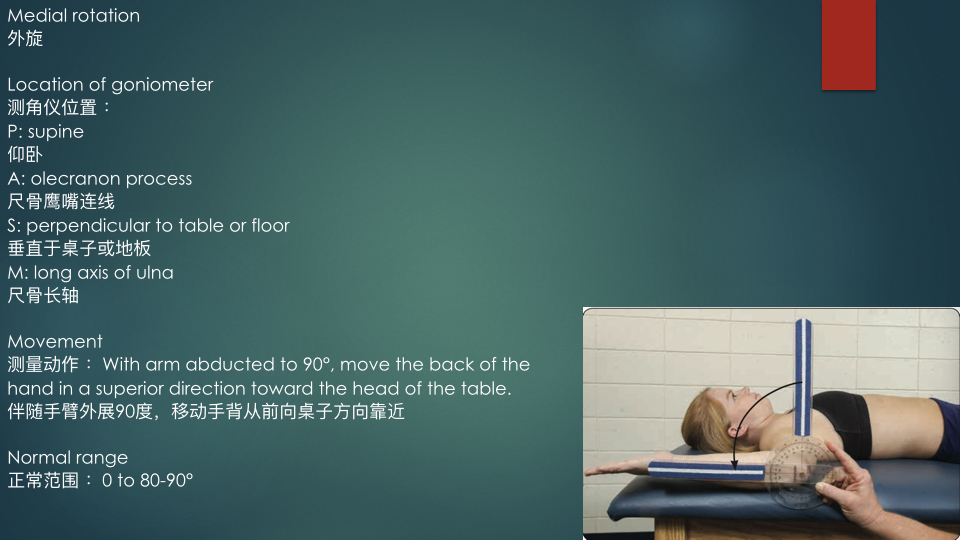 Medial rotation
外旋
Location of goniometer
测角仪位置：
P: supine
仰卧
A: olecranon process
尺骨鹰嘴连线
S: perpendicular to table or floor
垂直于桌子或地板
M: long axis of ulna
尺骨长轴
Movement
测量动作： With arm abducted to 90°, move the back of the
hand in a superior direction toward the head of the table.
伴随手臂外展90度，移动手背从前向桌子方向靠近
Normal range
正常范围： 0 to 80-90°